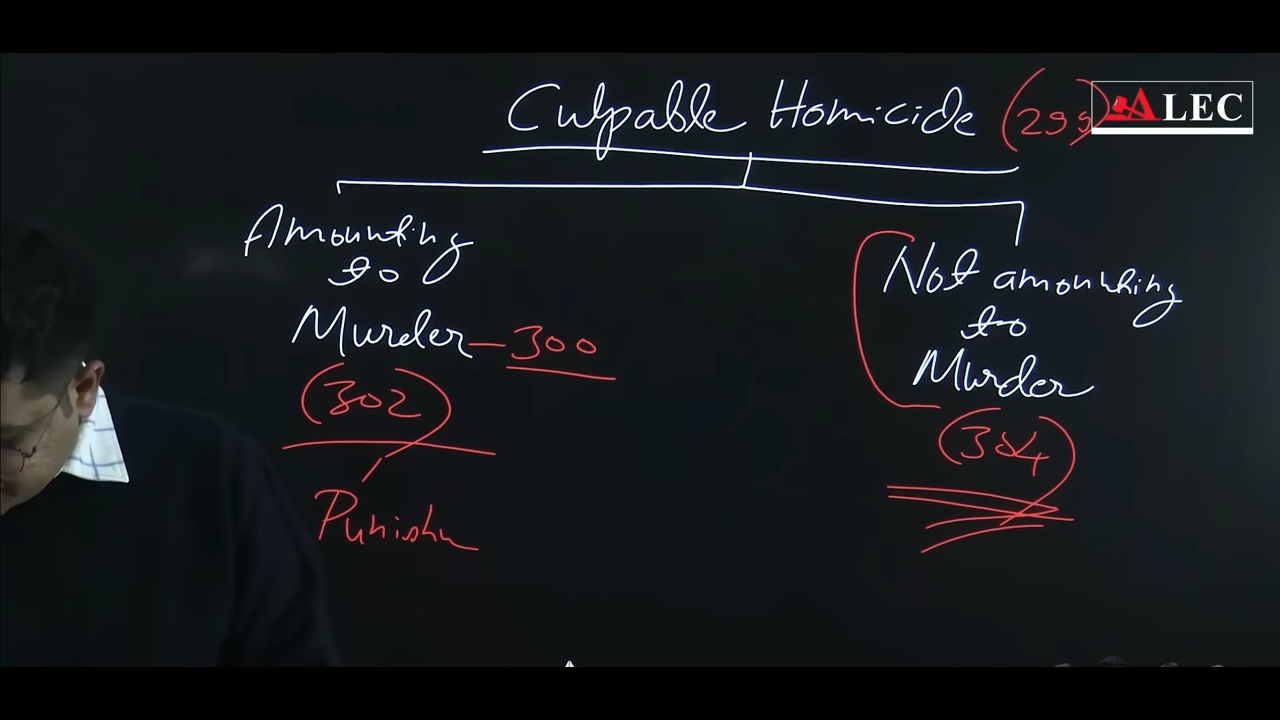 Culpable Homicide (299)
ALEC
Amounting
to
Murder - 300
(302)
Punishm
Not amounting
to
Murder
(304)